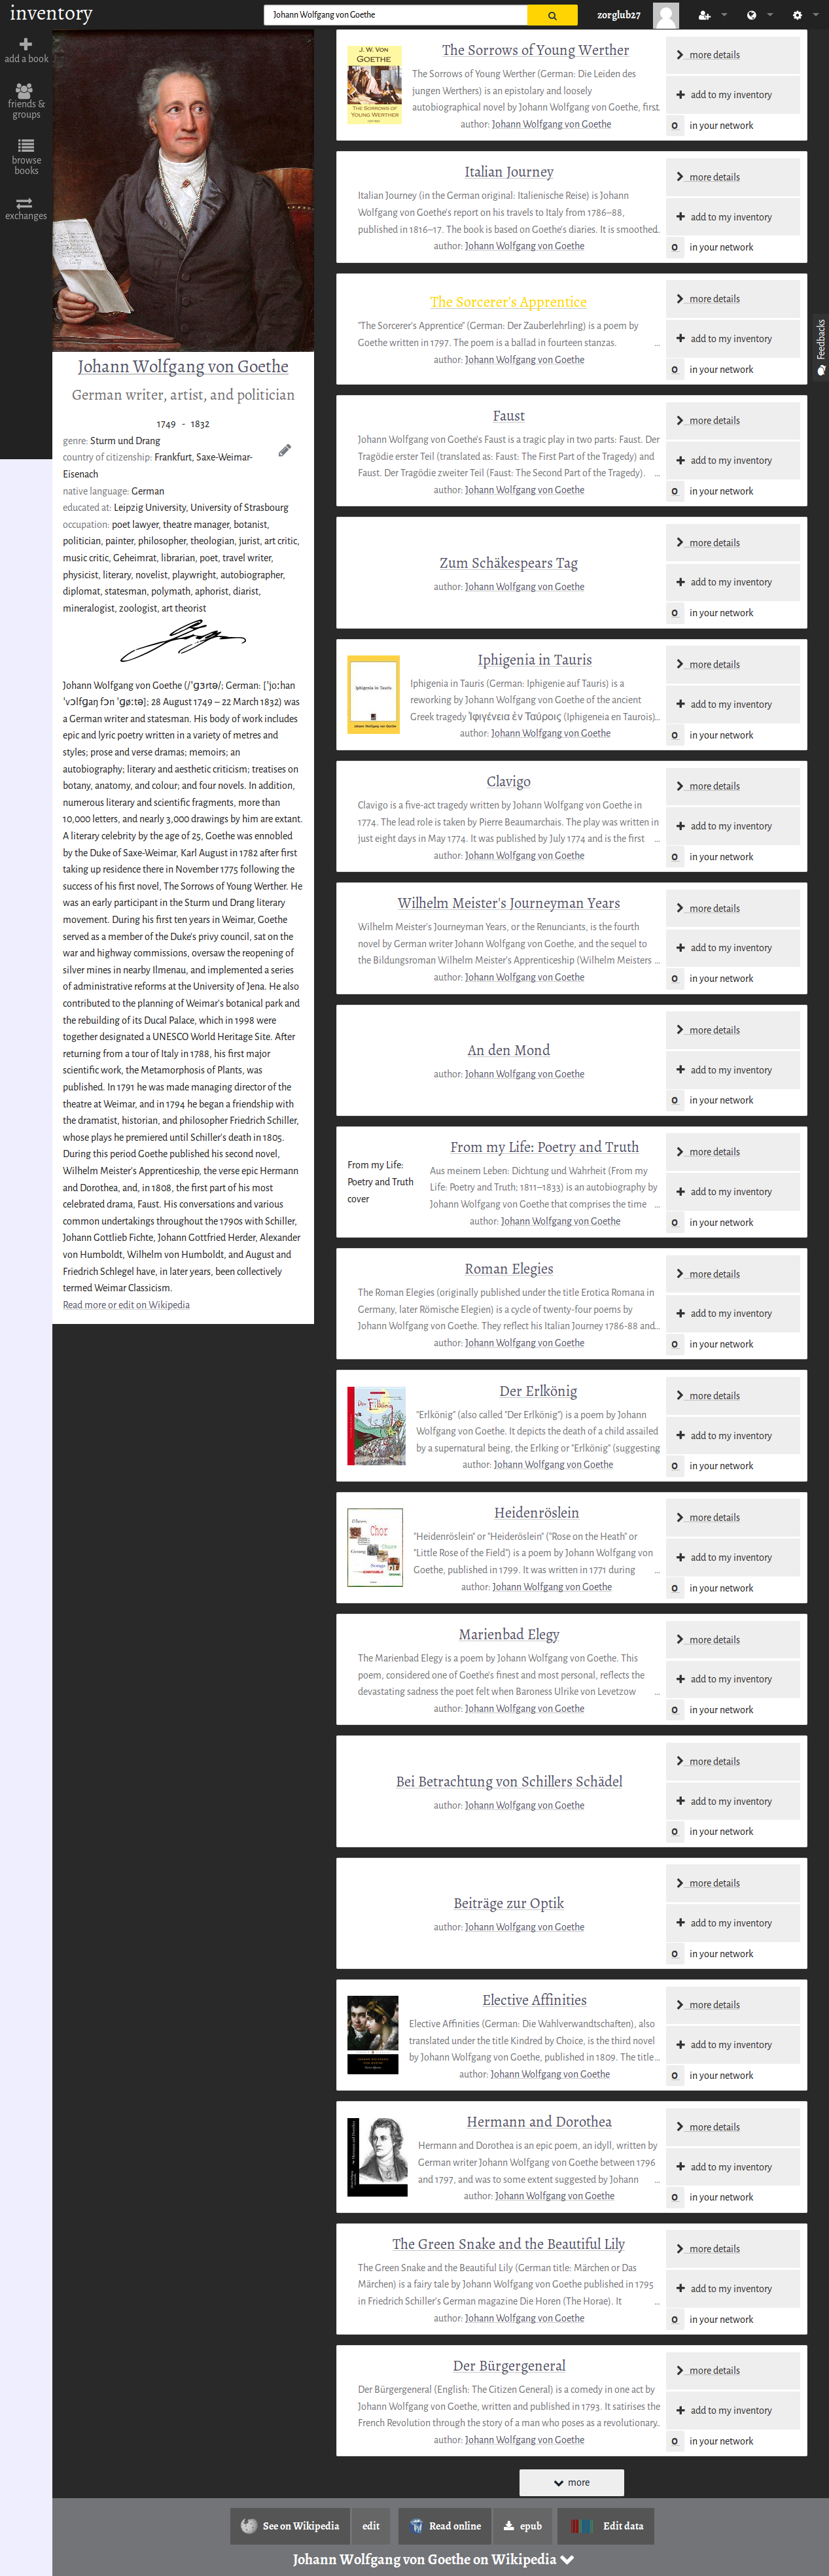 inventory
Johann Wolfgang von Goethe
zorglub27
add a book
friends &
groups
browse
books
exchanges
Feedbacks
Johann Wolfgang von Goethe
German writer, artist, and politician
1749 - 1832
genre: Sturm und Drang
country of citizenship: Frankfurt, Saxe-Weimar-
Eisenach
native language: German
educated at: Leipzig University, University of Strasbourg
occupation: poet lawyer, theatre manager, botanist,
politician, painter, philosopher, theologian, jurist, art critic,
music critic, Geheimrat, librarian, poet, travel writer,
physicist, literary, novelist, playwright, autobiographer,
diplomat, statesman, polymath, aphorist, diarist,
mineralogist, zoologist, art theorist
Johann Wolfgang von Goethe (/ˈɡɜrtə/; German: [ˈjoːhan
ˈvɔlfɡaŋ fɔn ˈɡøːtə]; 28 August 1749 – 22 March 1832) was
a German writer and statesman. His body of work includes
epic and lyric poetry written in a variety of metres and
styles; prose and verse dramas; memoirs; an
autobiography; literary and aesthetic criticism; treatises on
botany, anatomy, and colour; and four novels. In addition,
numerous literary and scientific fragments, more than
10,000 letters, and nearly 3,000 drawings by him are extant.
A literary celebrity by the age of 25, Goethe was ennobled
by the Duke of Saxe-Weimar, Karl August in 1782 after first
taking up residence there in November 1775 following the
success of his first novel, The Sorrows of Young Werther. He
was an early participant in the Sturm und Drang literary
movement. During his first ten years in Weimar, Goethe
served as a member of the Duke's privy council, sat on the
war and highway commissions, oversaw the reopening of
silver mines in nearby Ilmenau, and implemented a series
of administrative reforms at the University of Jena. He also
contributed to the planning of Weimar's botanical park and
the rebuilding of its Ducal Palace, which in 1998 were
together designated a UNESCO World Heritage Site. After
returning from a tour of Italy in 1788, his first major
scientific work, the Metamorphosis of Plants, was
published. In 1791 he was made managing director of the
theatre at Weimar, and in 1794 he began a friendship with
the dramatist, historian, and philosopher Friedrich Schiller,
whose plays he premiered until Schiller's death in 1805.
During this period Goethe published his second novel,
Wilhelm Meister's Apprenticeship, the verse epic Hermann
and Dorothea, and, in 1808, the first part of his most
celebrated drama, Faust. His conversations and various
common undertakings throughout the 1790s with Schiller,
Johann Gottlieb Fichte, Johann Gottfried Herder, Alexander
von Humboldt, Wilhelm von Humboldt, and August and
Friedrich Schlegel have, in later years, been collectively
termed Weimar Classicism.
Read more or edit on Wikipedia
J. W. VON
GOETHE
THE SORROWS OF
YOUNG WERTHER
The Sorrows of Young Werther
The Sorrows of Young Werther (German: Die Leiden des
jungen Werthers) is an epistolary and loosely
autobiographical novel by Johann Wolfgang von Goethe, first
author: Johann Wolfgang von Goethe
more details
add to my inventory
0 in your network
Italian Journey
Italian Journey (in the German original: Italienische Reise) is Johann
Wolfgang von Goethe's report on his travels to Italy from 1786–88,
published in 1816–17. The book is based on Goethe's diaries. It is smoothed
author: Johann Wolfgang von Goethe
more details
add to my inventory
0 in your network
The Sorcerer's Apprentice
"The Sorcerer's Apprentice" (German: Der Zauberlehrling) is a poem by
Goethe written in 1797. The poem is a ballad in fourteen stanzas. ...
author: Johann Wolfgang von Goethe
more details
add to my inventory
0 in your network
Faust
Johann Wolfgang von Goethe's Faust is a tragic play in two parts: Faust. Der
Tragödie erster Teil (translated as: Faust: The First Part of the Tragedy) and
Faust. Der Tragödie zweiter Teil (Faust: The Second Part of the Tragedy). ...
author: Johann Wolfgang von Goethe
more details
add to my inventory
0 in your network
Zum Schäkespears Tag
author: Johann Wolfgang von Goethe
more details
add to my inventory
0 in your network
Iphigenia in Tauris
Johann Wolfgang von Goethe
Iphigenia in Tauris
Iphigenia in Tauris (German: Iphigenie auf Tauris) is a
reworking by Johann Wolfgang von Goethe of the ancient
Greek tragedy Ἰφιγένεια ἐν Ταύροις (Iphigeneia en Taurois)...
author: Johann Wolfgang von Goethe
more details
add to my inventory
0 in your network
Clavigo
Clavigo is a five-act tragedy written by Johann Wolfgang von Goethe in
1774. The lead role is taken by Pierre Beaumarchais. The play was written in
just eight days in May 1774. It was published by July 1774 and is the first ...
author: Johann Wolfgang von Goethe
more details
add to my inventory
0 in your network
Wilhelm Meister's Journeyman Years
Wilhelm Meister's Journeyman Years, or the Renunciants, is the fourth
novel by German writer Johann Wolfgang von Goethe, and the sequel to
the Bildungsroman Wilhelm Meister's Apprenticeship (Wilhelm Meisters ...
author: Johann Wolfgang von Goethe
more details
add to my inventory
0 in your network
An den Mond
author: Johann Wolfgang von Goethe
more details
add to my inventory
0 in your network
From my Life:
Poetry and Truth
cover
From my Life: Poetry and Truth
Aus meinem Leben: Dichtung und Wahrheit (From my
Life: Poetry and Truth; 1811–1833) is an autobiography by
Johann Wolfgang von Goethe that comprises the time ...
author: Johann Wolfgang von Goethe
more details
add to my inventory
0 in your network
Roman Elegies
The Roman Elegies (originally published under the title Erotica Romana in
Germany, later Römische Elegien) is a cycle of twenty-four poems by
Johann Wolfgang von Goethe. They reflect his Italian Journey 1786-88 and...
author: Johann Wolfgang von Goethe
more details
add to my inventory
0 in your network
Der Erlkönig
Der Erlkönig
"Erlkönig" (also called "Der Erlkönig") is a poem by Johann
Wolfgang von Goethe. It depicts the death of a child assailed
by a supernatural being, the Erlking or "Erlkönig" (suggesting
author: Johann Wolfgang von Goethe
more details
add to my inventory
0 in your network
Chor
Heidenröslein
"Heidenröslein" or "Heideröslein" ("Rose on the Heath" or
"Little Rose of the Field") is a poem by Johann Wolfgang von
Goethe, published in 1799. It was written in 1771 during ...
author: Johann Wolfgang von Goethe
more details
add to my inventory
0 in your network
Marienbad Elegy
The Marienbad Elegy is a poem by Johann Wolfgang von Goethe. This
poem, considered one of Goethe's finest and most personal, reflects the
devastating sadness the poet felt when Baroness Ulrike von Levetzow ...
author: Johann Wolfgang von Goethe
more details
add to my inventory
0 in your network
Bei Betrachtung von Schillers Schädel
author: Johann Wolfgang von Goethe
more details
add to my inventory
0 in your network
Beiträge zur Optik
author: Johann Wolfgang von Goethe
more details
add to my inventory
0 in your network
Elective Affinities
Elective Affinities (German: Die Wahlverwandtschaften), also
translated under the title Kindred by Choice, is the third novel
by Johann Wolfgang von Goethe, published in 1809. The title...
author: Johann Wolfgang von Goethe
more details
add to my inventory
0 in your network
Hermann and Dorothea
Hermann and Dorothea is an epic poem, an idyll, written by
German writer Johann Wolfgang von Goethe between 1796
and 1797, and was to some extent suggested by Johann ...
author: Johann Wolfgang von Goethe
more details
add to my inventory
0 in your network
The Green Snake and the Beautiful Lily
The Green Snake and the Beautiful Lily (German title: Märchen or Das
Märchen) is a fairy tale by Johann Wolfgang von Goethe published in 1795
in Friedrich Schiller's German magazine Die Horen (The Horae). It ...
author: Johann Wolfgang von Goethe
more details
add to my inventory
0 in your network
Der Bürgergeneral
Der Bürgergeneral (English: The Citizen General) is a comedy in one act by
Johann Wolfgang von Goethe, written and published in 1793. It satirises the
French Revolution through the story of a man who poses as a revolutionary.
author: Johann Wolfgang von Goethe
more details
add to my inventory
0 in your network
more
See on Wikipedia edit Read online epub Edit data
Johann Wolfgang von Goethe on Wikipedia